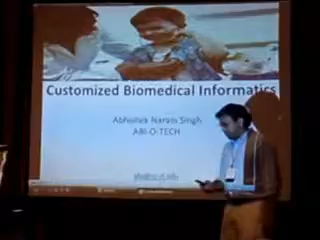 Customized Biomedical Informatics
Abhishek Narain Singh
ABI-O-TECH